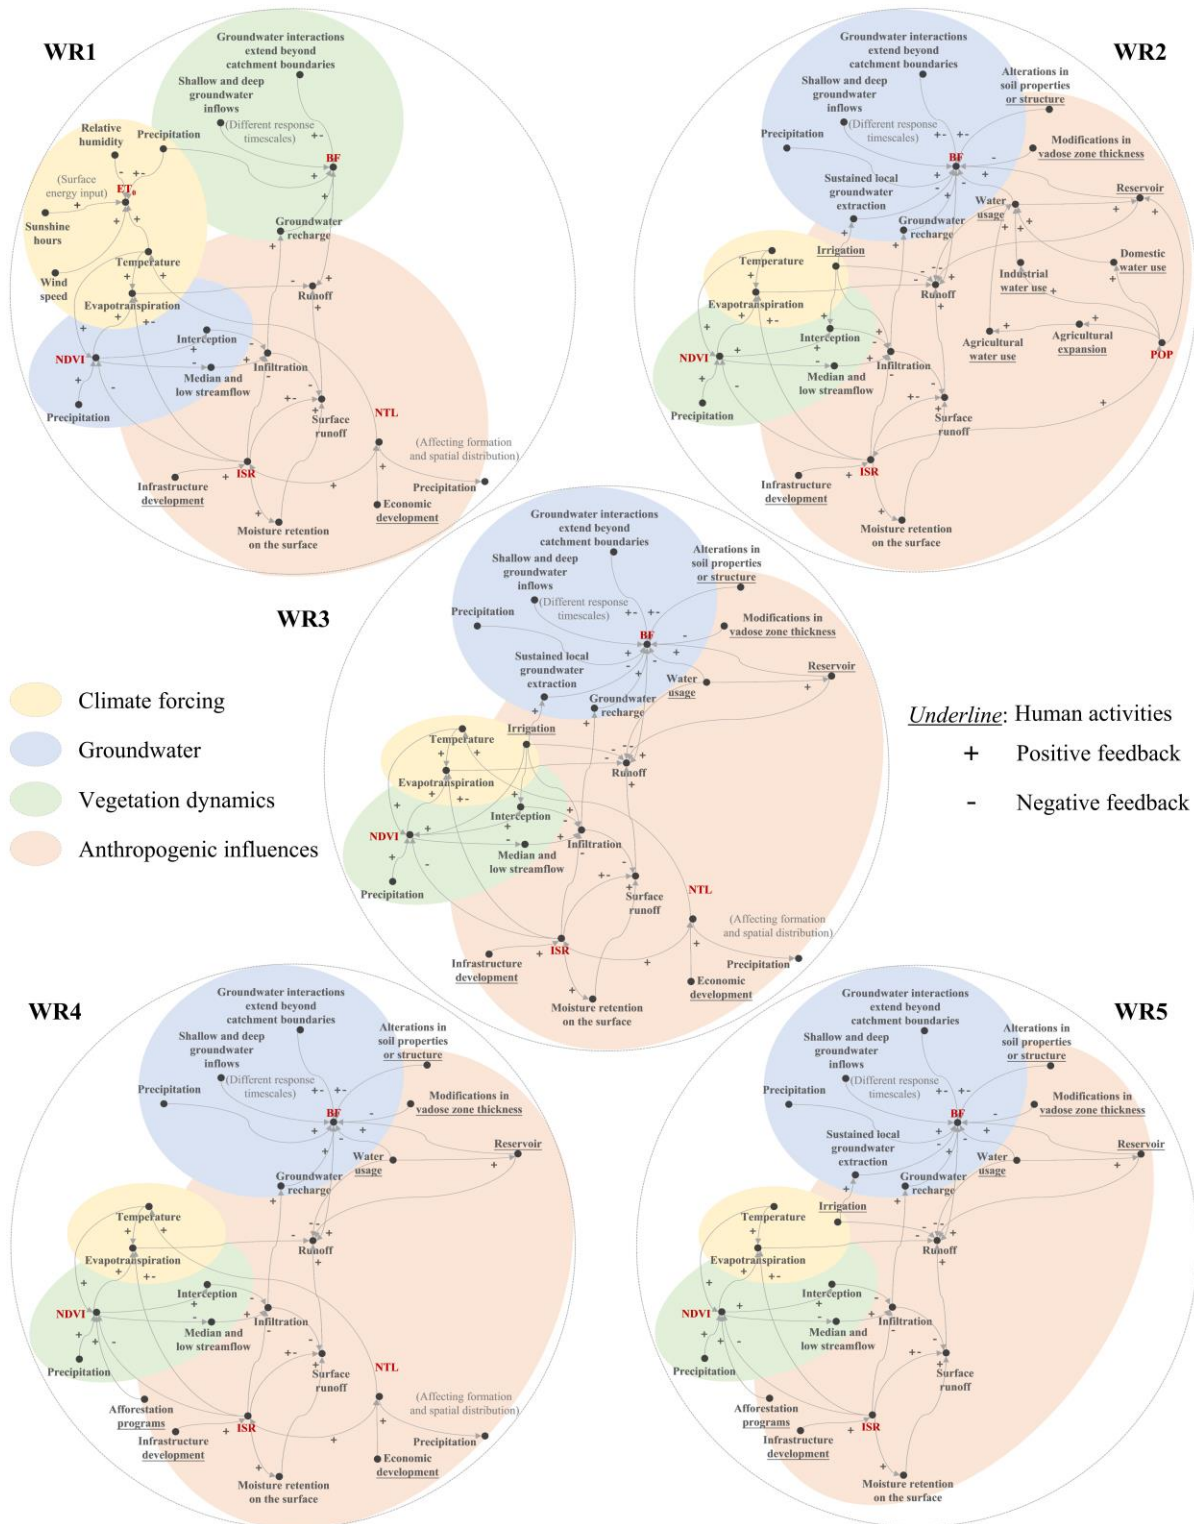 WR1
Groundwater interactions
extend beyond
catchment boundaries
Shallow and deep
groundwater
inflows
(Different response
timescales)
Relative
humidity
Precipitation
BF
(Surface
energy input)
ET0
Sunshine
hours
Groundwater
recharge
Temperature
Wind
speed
Evapotranspiration
Runoff
Interception
NDVI
Infiltration
Median and
low streamflow
Precipitation
NTL
Surface
runoff
(Affecting formation
and spatial distribution)
ISR
Infrastructure
development
Precipitation
Economic
development
Moisture retention
on the surface
WR2
Groundwater interactions
extend beyond
catchment boundaries
Alterations in
soil properties
or structure
Shallow and deep
groundwater
inflows
(Different response
timescales)
Precipitation
Modifications in
vadose zone thickness
BF
Sustained local
groundwater
extraction
Water
usage
Reservoir
Groundwater
recharge
Irrigation
Temperature
Domestic
water use
Industrial
water use
Evapotranspiration
Runoff
Interception
Agricultural
water use
Agricultural
expansion
POP
NDVI
Infiltration
Median and
low streamflow
Precipitation
Surface
runoff
ISR
Infrastructure
development
Moisture retention
on the surface
WR3
Groundwater interactions
extend beyond
catchment boundaries
Alterations in
soil properties
or structure
Shallow and deep
groundwater
inflows
(Different response
timescales)
Precipitation
Modifications in
vadose zone thickness
BF
Sustained local
groundwater
extraction
Water
usage
Reservoir
Groundwater
recharge
Irrigation
Temperature
Evapotranspiration
Runoff
Interception
NDVI
Infiltration
Median and
low streamflow
Precipitation
NTL
Surface
runoff
(Affecting formation
and spatial distribution)
ISR
Infrastructure
development
Precipitation
Economic
development
Moisture retention
on the surface
Climate forcing
Groundwater
Vegetation dynamics
Anthropogenic influences
Underline: Human activities
+ Positive feedback
- Negative feedback
WR4
Groundwater interactions
extend beyond
catchment boundaries
Alterations in
soil properties
or structure
Shallow and deep
groundwater
inflows
(Different response
timescales)
Precipitation
Modifications in
vadose zone thickness
BF
Water
usage
Reservoir
Groundwater
recharge
Temperature
Evapotranspiration
Runoff
Interception
NDVI
Infiltration
Median and
low streamflow
Precipitation
NTL
Surface
runoff
Afforestation
programs
(Affecting formation
and spatial distribution)
ISR
Infrastructure
development
Precipitation
Economic
development
Moisture retention
on the surface
WR5
Groundwater interactions
extend beyond
catchment boundaries
Alterations in
soil properties
or structure
Shallow and deep
groundwater
inflows
(Different response
timescales)
Precipitation
Modifications in
vadose zone thickness
BF
Sustained local
groundwater
extraction
Water
usage
Reservoir
Groundwater
recharge
Irrigation
Temperature
Evapotranspiration
Runoff
Interception
NDVI
Infiltration
Median and
low streamflow
Precipitation
Surface
runoff
Afforestation
programs
ISR
Infrastructure
development
Moisture retention
on the surface